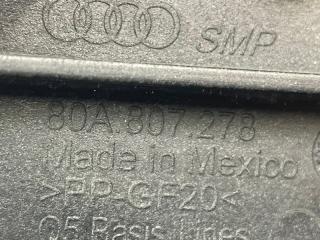 SMP
80A.807.278
Made in Mexico
>PP-GF20<
Q5 Basis lines